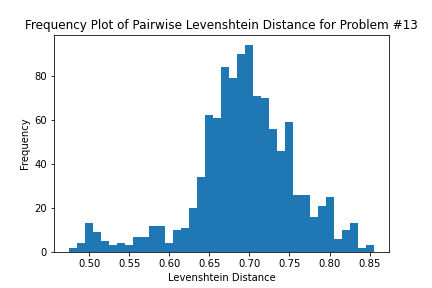 Frequency Plot of Pairwise Levenshtein Distance for Problem #13
Frequency
80
60
40
20
0
0.50 0.55 0.60 0.65 0.70 0.75 0.80 0.85
Levenshtein Distance